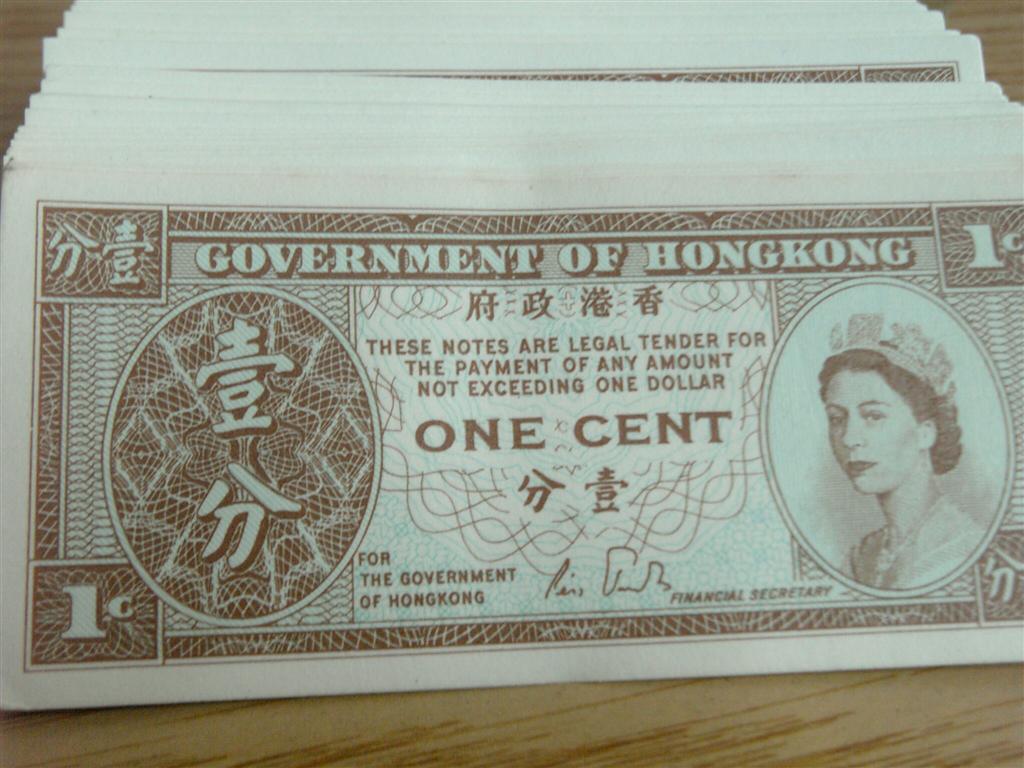 分壹
GOVERNMENT OF HONGKONG
1c
府政港香
THESE NOTES ARE LEGAL TENDER FOR
THE PAYMENT OF ANY AMOUNT
NOT EXCEEDING ONE DOLLAR
ONE CENT
分壹
壹
分
FOR
THE GOVERNMENT
OF HONGKONG
FINANCIAL SECRETARY
1c
分